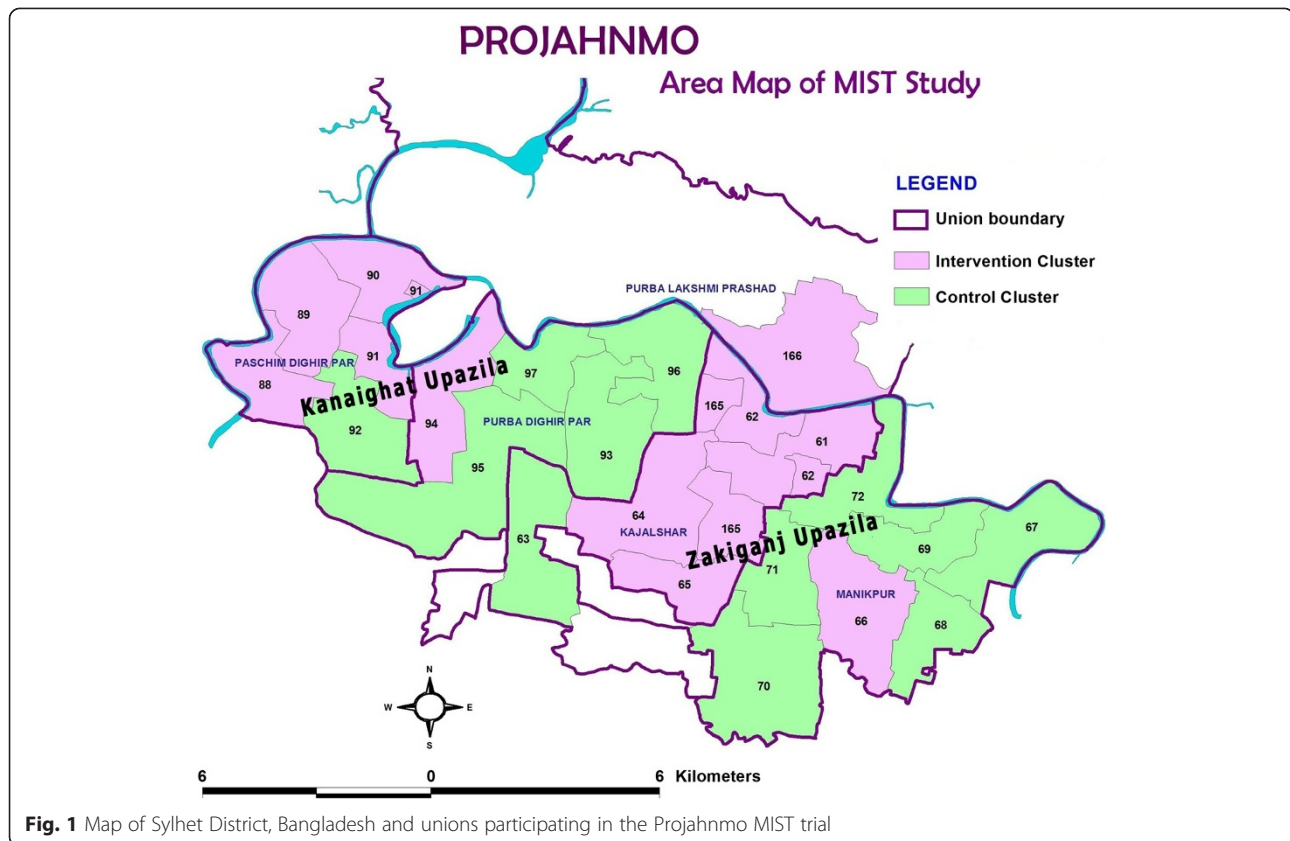 PROJAHNMO
Area Map of MIST Study
LEGEND
Union boundary
Intervention Cluster
Control Cluster
90
91
PURBA LAKSHMI PRASHAD
89
91
166
PASCHIM DIGHIR PAR
88
Kanaighat Upazila
97
96
165
62
92
94
PURBA DIGHIR PAR
61
93
95
62
72
64
KAJALSHAR
165
Zakiganj Upazila
67
63
69
65
71
MANIKPUR
66
68
70
N
W E
S
6 0 6 Kilometers
Fig. 1 Map of Sylhet District, Bangladesh and unions participating in the Projahnmo MIST trial